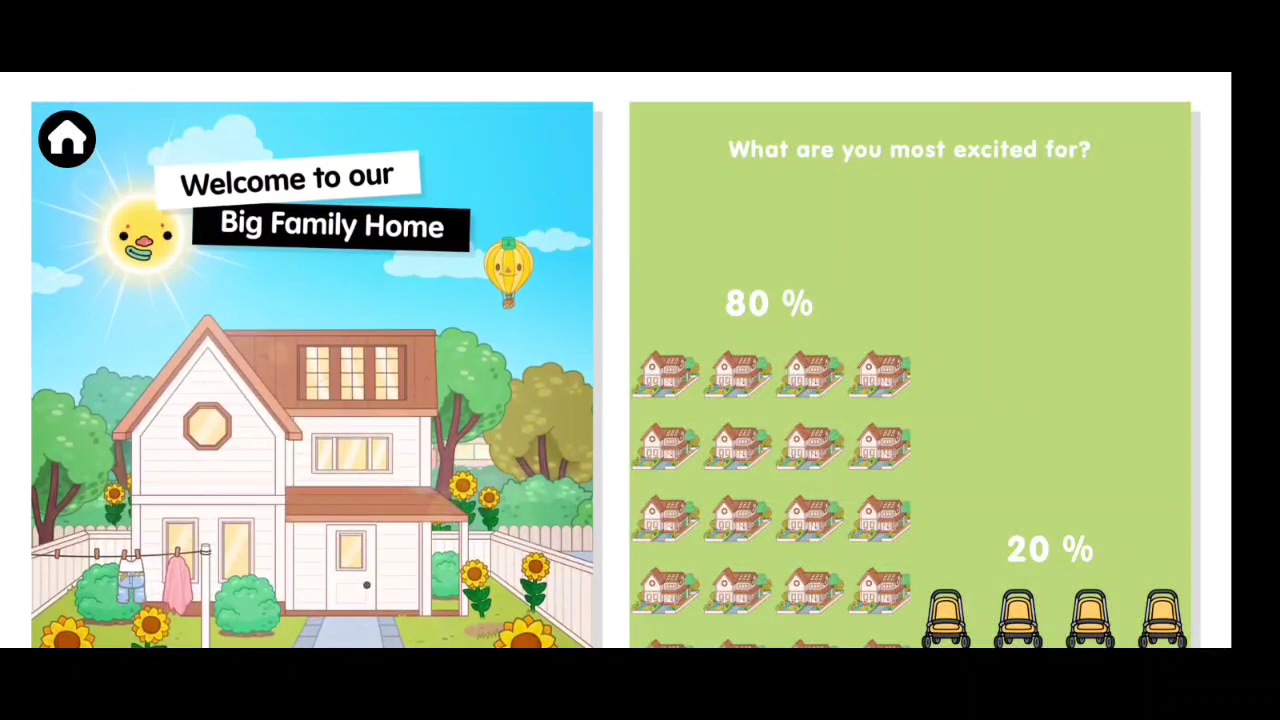 Welcome to our
Big Family Home
What are you most excited for?
80 %
20 %